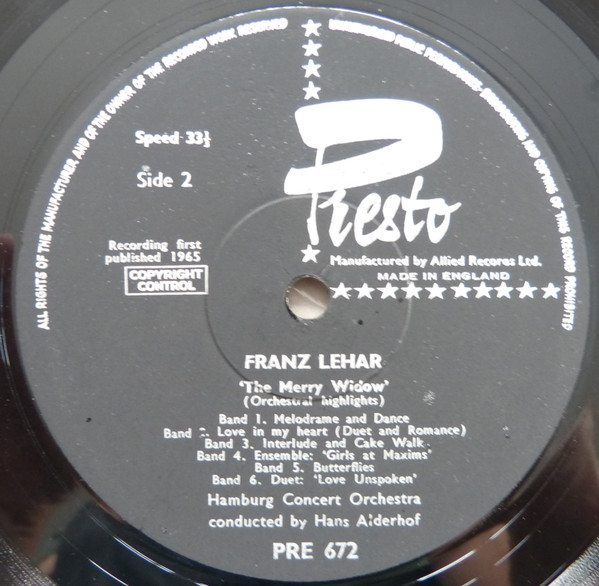 ALL RIGHTS OF THE MANUFACTURER AND OF THE OWNER OF THE RECORDED WORK RESERVED
UNAUTHORISED PUBLIC PERFORMANCE, BROADCASTING AND COPYING OF THIS RECORD PROHIBITED
Speed 33⅓
Side 2
Presto
Recording first
published 1965
COPYRIGHT
CONTROL
Manufactured by Allied Records Ltd.
MADE IN ENGLAND
FRANZ LEHAR
'The Merry Widow'
(Orchestral highlights)
Band 1. Melodrame and Dance
Band 2. Love in my heart (Duet and Romance)
Band 3. Interlude and Cake Walk.
Band 4. Ensemble: 'Girls at Maxims'
Band 5. Butterflies
Band 6. Duet: 'Love Unspoken'
Hamburg Concert Orchestra
conducted by Hans Alderhof
PRE 672